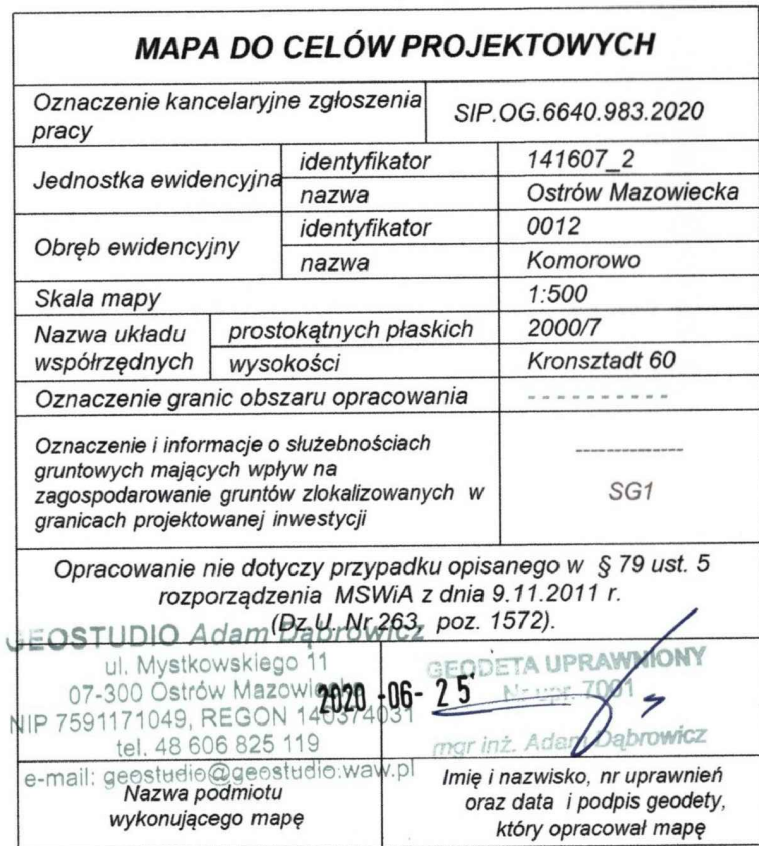 MAPA DO CELÓW PROJEKTOWYCH
Oznaczenie kancelaryjne zgłoszenia
pracy
SIP.OG.6640.983.2020
Jednostka ewidencyjna
identyfikator
141607_2
nazwa
Ostrów Mazowiecka
Obręb ewidencyjny
identyfikator
0012
nazwa
Komorowo
Skala mapy
1:500
Nazwa układu
współrzędnych
prostokątnych płaskich
2000/7
wysokości
Kronsztadt 60
Oznaczenie granic obszaru opracowania
- - - - - - - - - -
Oznaczenie i informacje o służebnościach
gruntowych mających wpływ na
zagospodarowanie gruntów zlokalizowanych w
granicach projektowanej inwestycji
--------------
SG1
Opracowanie nie dotyczy przypadku opisanego w § 79 ust. 5
rozporządzenia MSWiA z dnia 9.11.2011 r.
(Dz.U. Nr 263, poz. 1572).
GEOSTUDIO Adam Dąbrowicz
ul. Mystkowskiego 11
07-300 Ostrów Mazowiecka
NIP 7591171049, REGON 140374031
tel. 48 606 825 119
e-mail: geostudio@geostudio.waw.pl
2020 -06- 25
GEODETA UPRAWNIONY
Nr upr. 7001
mgr inż. Adam Dąbrowicz
Nazwa podmiotu
wykonującego mapę
Imię i nazwisko, nr uprawnień
oraz data i podpis geodety,
który opracował mapę